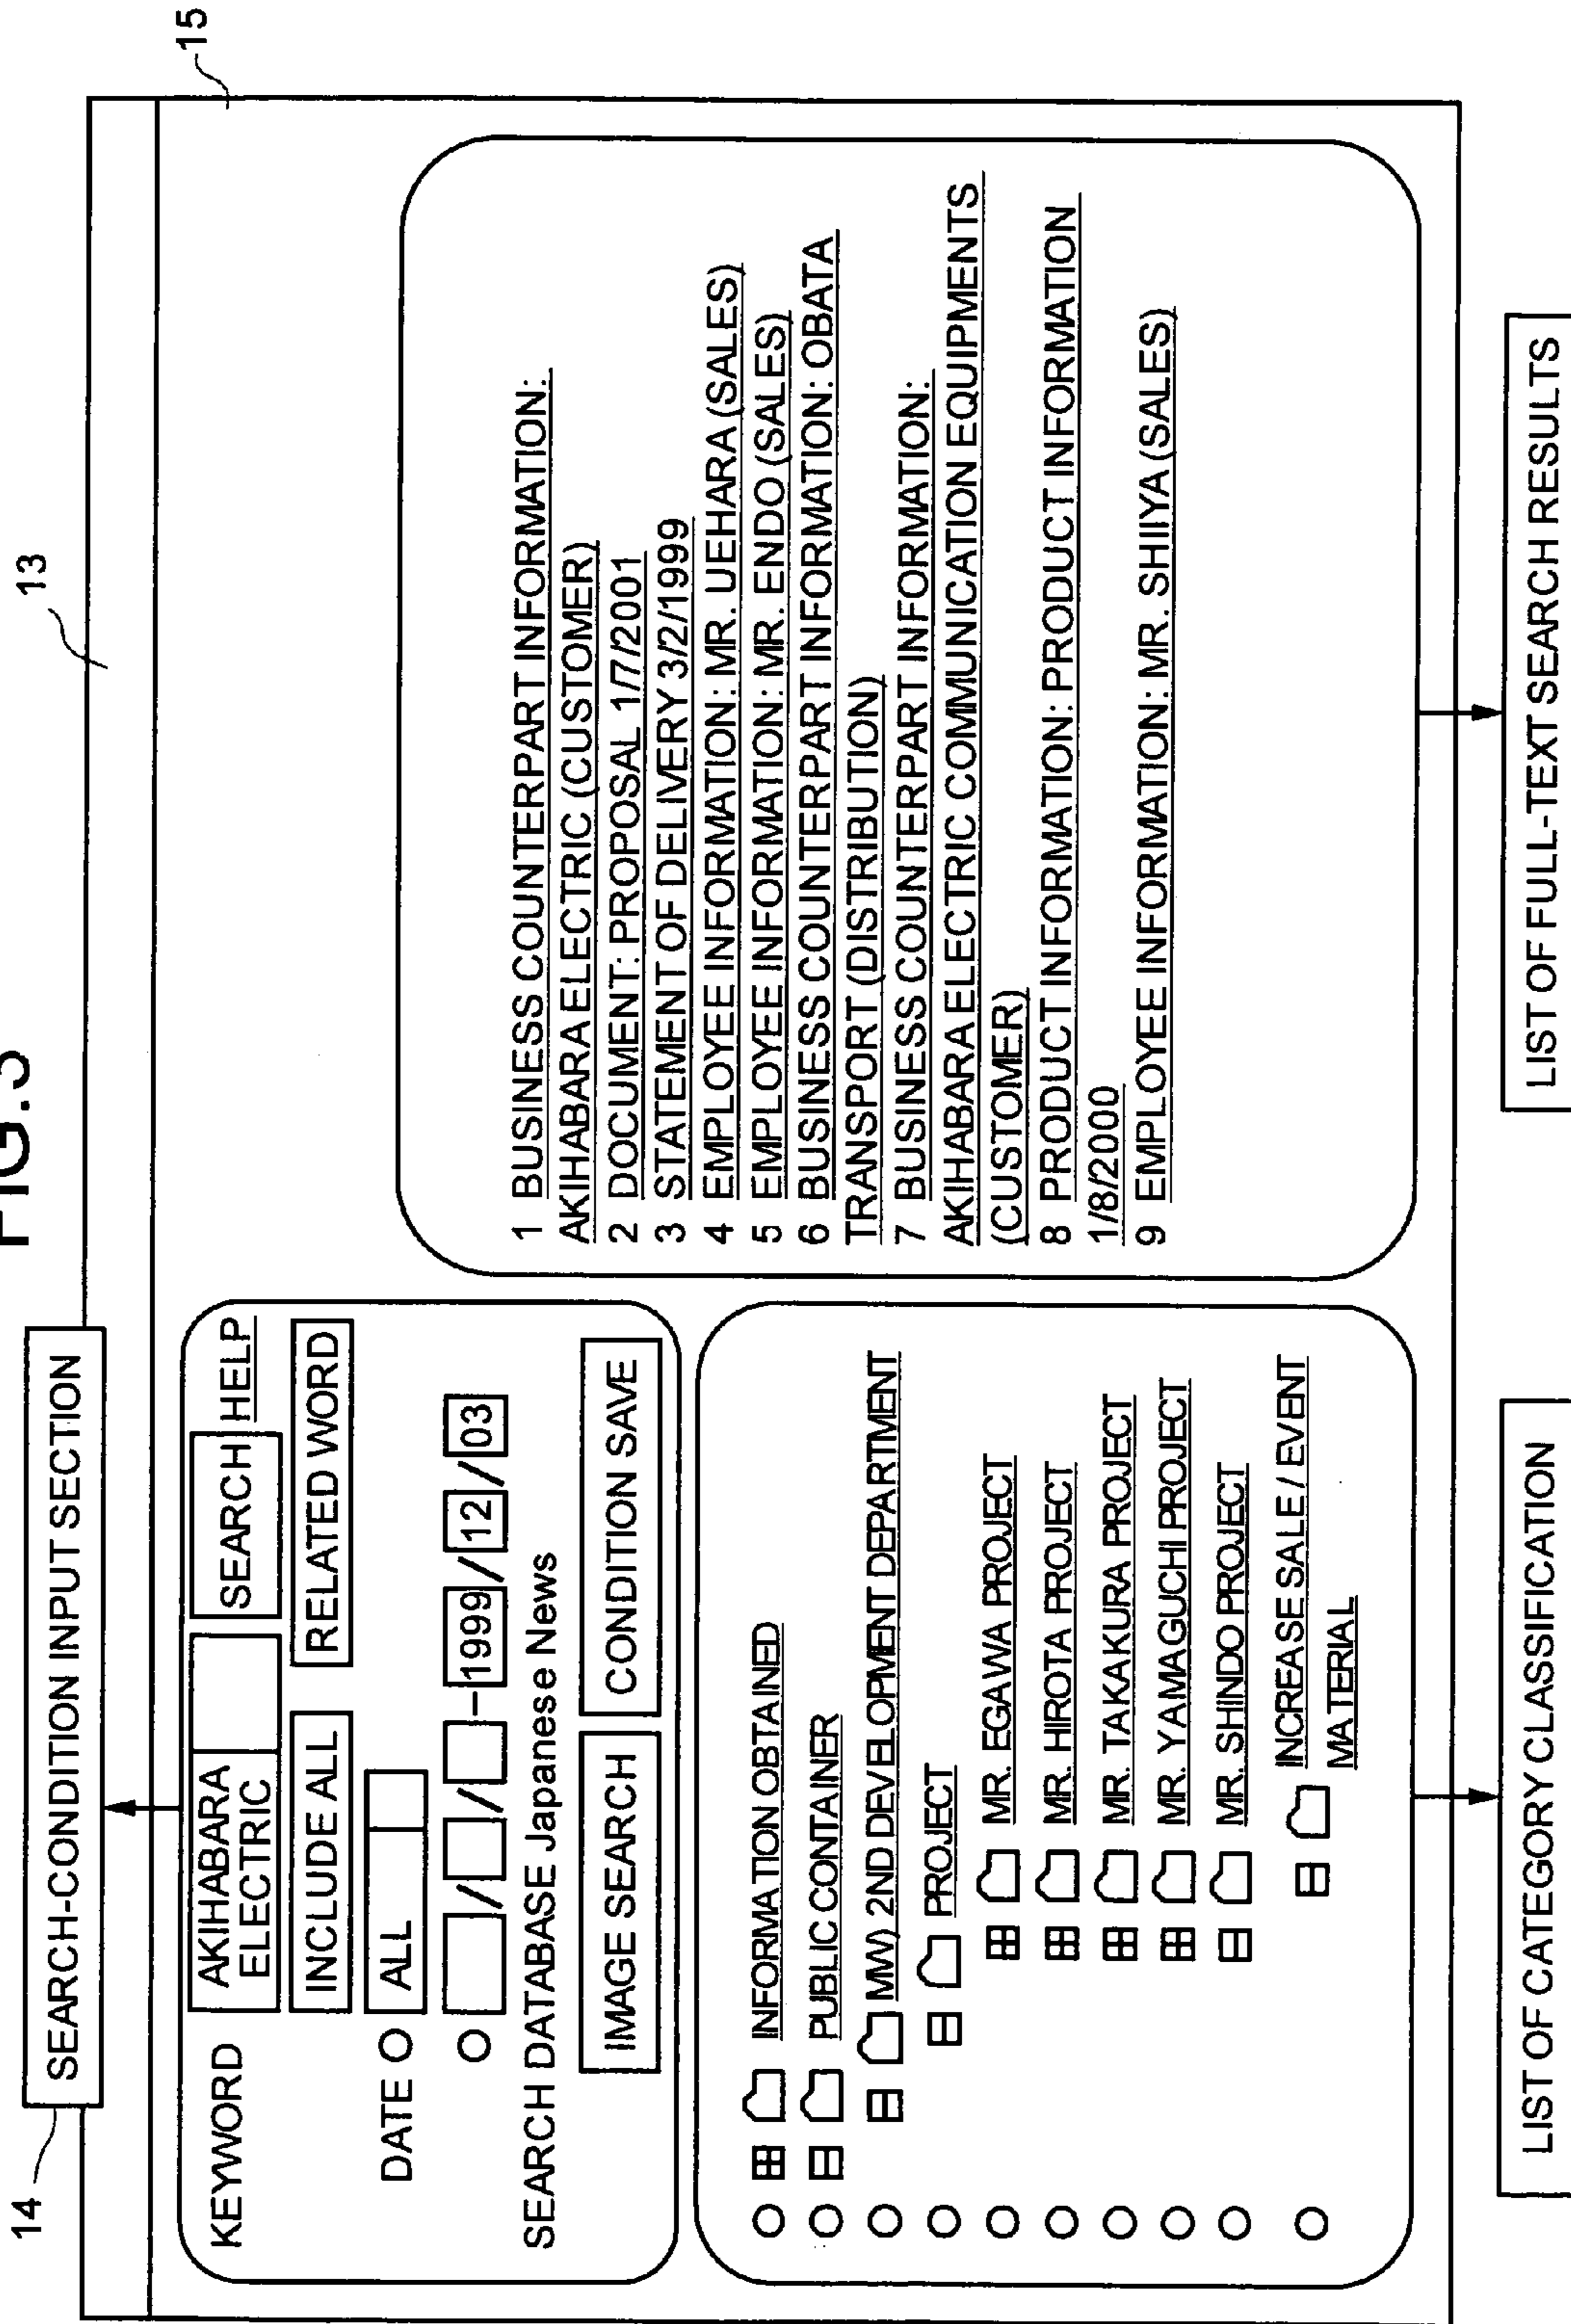 FIG.3
13
14
SEARCH-CONDITION INPUT SECTION
15
KEYWORD
AKIHABARA
ELECTRIC
SEARCH
HELP
INCLUDE ALL
RELATED WORD
DATE
ALL
/ / - 1999 / 12 / 03
SEARCH DATABASE Japanese News
IMAGE SEARCH
CONDITION SAVE
INFORMATION OBTAINED
PUBLIC CONTAINER
MW) 2ND DEVELOPMENT DEPARTMENT
PROJECT
MR. EGAWA PROJECT
MR. HIROTA PROJECT
MR. TAKAKURA PROJECT
MR. YAMAGUCHI PROJECT
MR. SHINDO PROJECT
INCREASE SALE / EVENT
MATERIAL
1 BUSINESS COUNTERPART INFORMATION:
AKIHABARA ELECTRIC (CUSTOMER)
2 DOCUMENT: PROPOSAL 1/7/2001
3 STATEMENT OF DELIVERY 3/2/1999
4 EMPLOYEE INFORMATION: MR. UEHARA (SALES)
5 EMPLOYEE INFORMATION: MR. ENDO (SALES)
6 BUSINESS COUNTERPART INFORMATION: OBATA
TRANSPORT (DISTRIBUTION)
7 BUSINESS COUNTERPART INFORMATION:
AKIHABARA ELECTRIC COMMUNICATION EQUIPMENTS
(CUSTOMER)
8 PRODUCT INFORMATION: PRODUCT INFORMATION
1/8/2000
9 EMPLOYEE INFORMATION: MR. SHIIYA (SALES)
LIST OF CATEGORY CLASSIFICATION
LIST OF FULL-TEXT SEARCH RESULTS